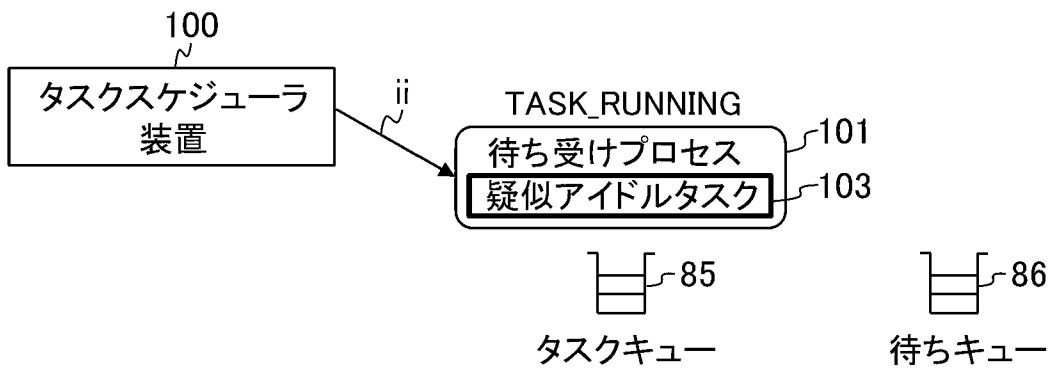 100
タスクスケジューラ
装置
ii
TASK_RUNNING
待ち受けプロセス
101
疑似アイドルタスク
103
85
86
タスクキュー
待ちキュー